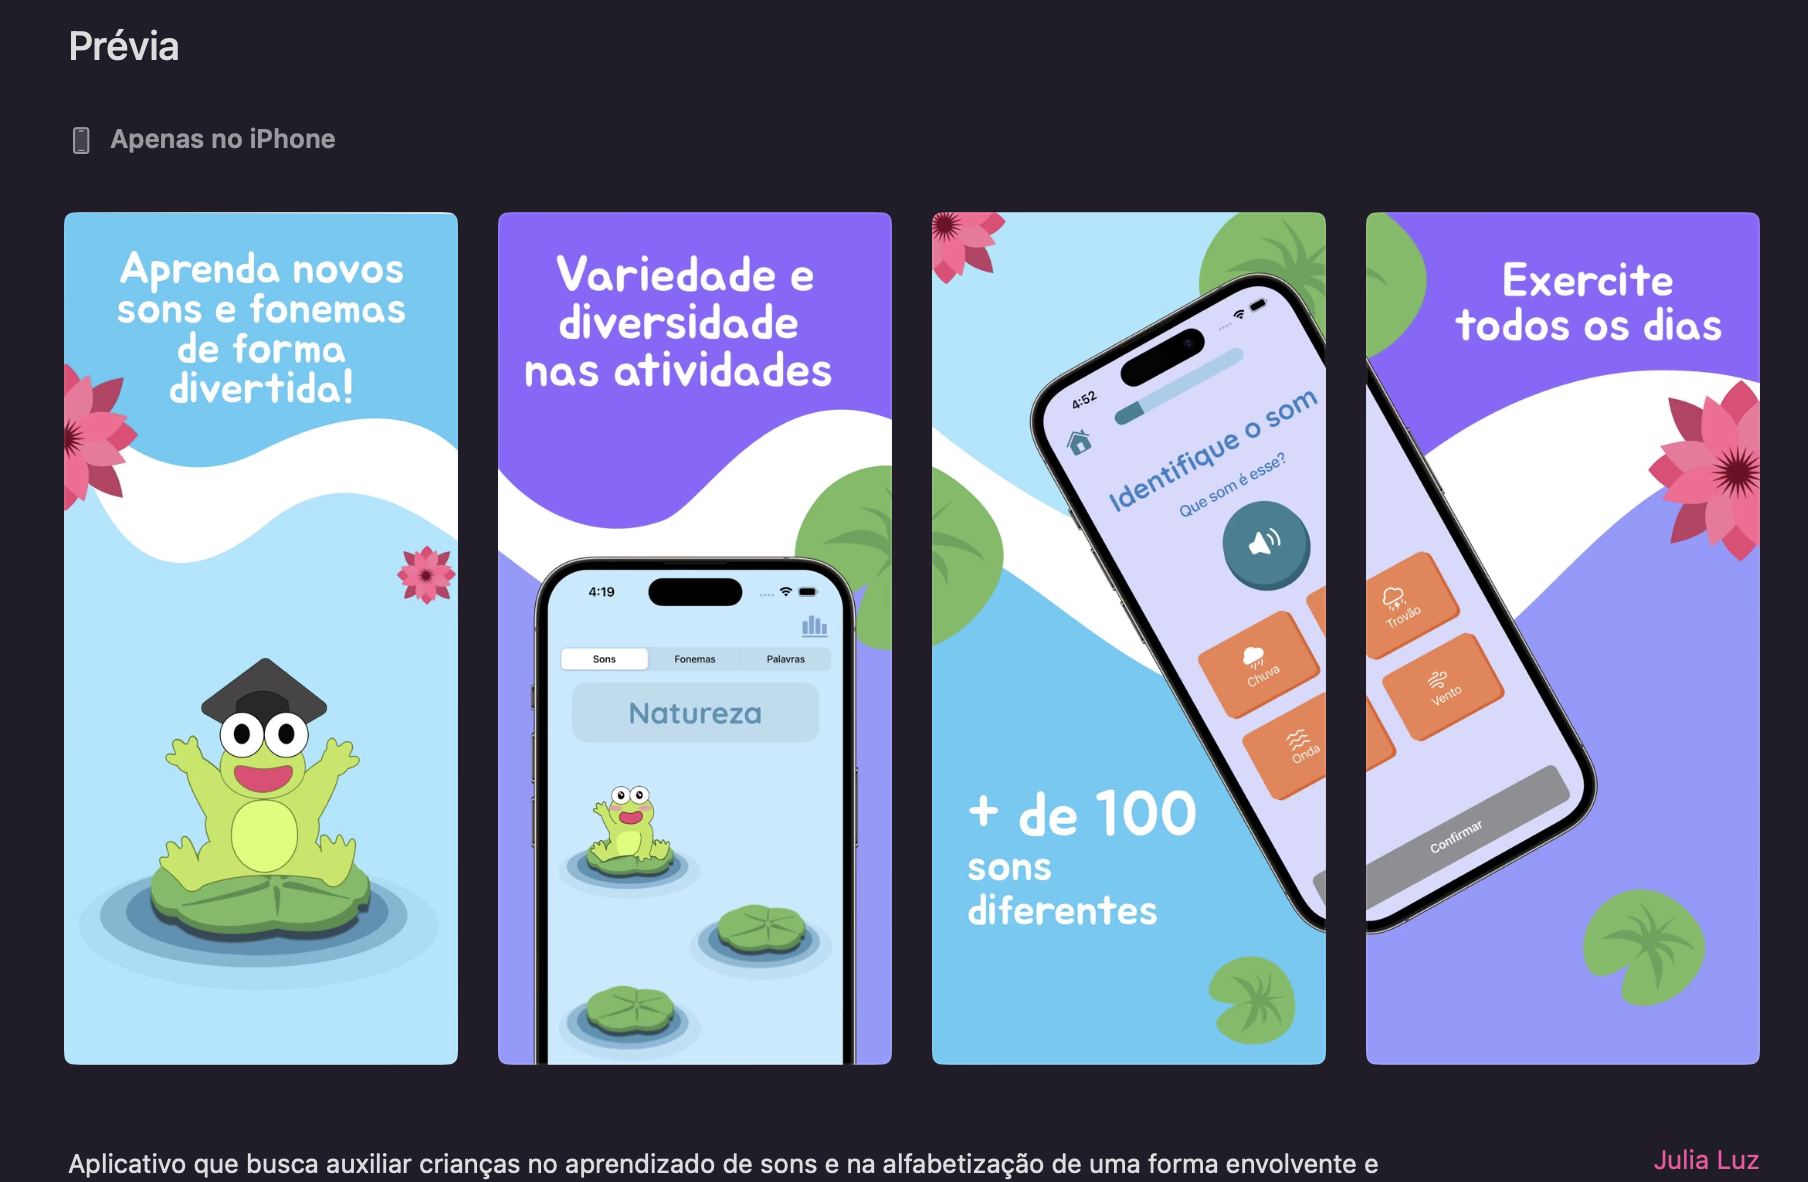 Prévia
Apenas no iPhone
Aprenda novos
sons e fonemas
de forma
divertida!
Variedade e
diversidade
nas atividades
4:19
Sons Fonemas Palavras
Natureza
4:52
Identifique o som
Que som é esse?
Chuva
Onda
+ de 100
sons
diferentes
Exercite
todos os dias
Trovão
Vento
Confirmar
Aplicativo que busca auxiliar crianças no aprendizado de sons e na alfabetização de uma forma envolvente e
Julia Luz